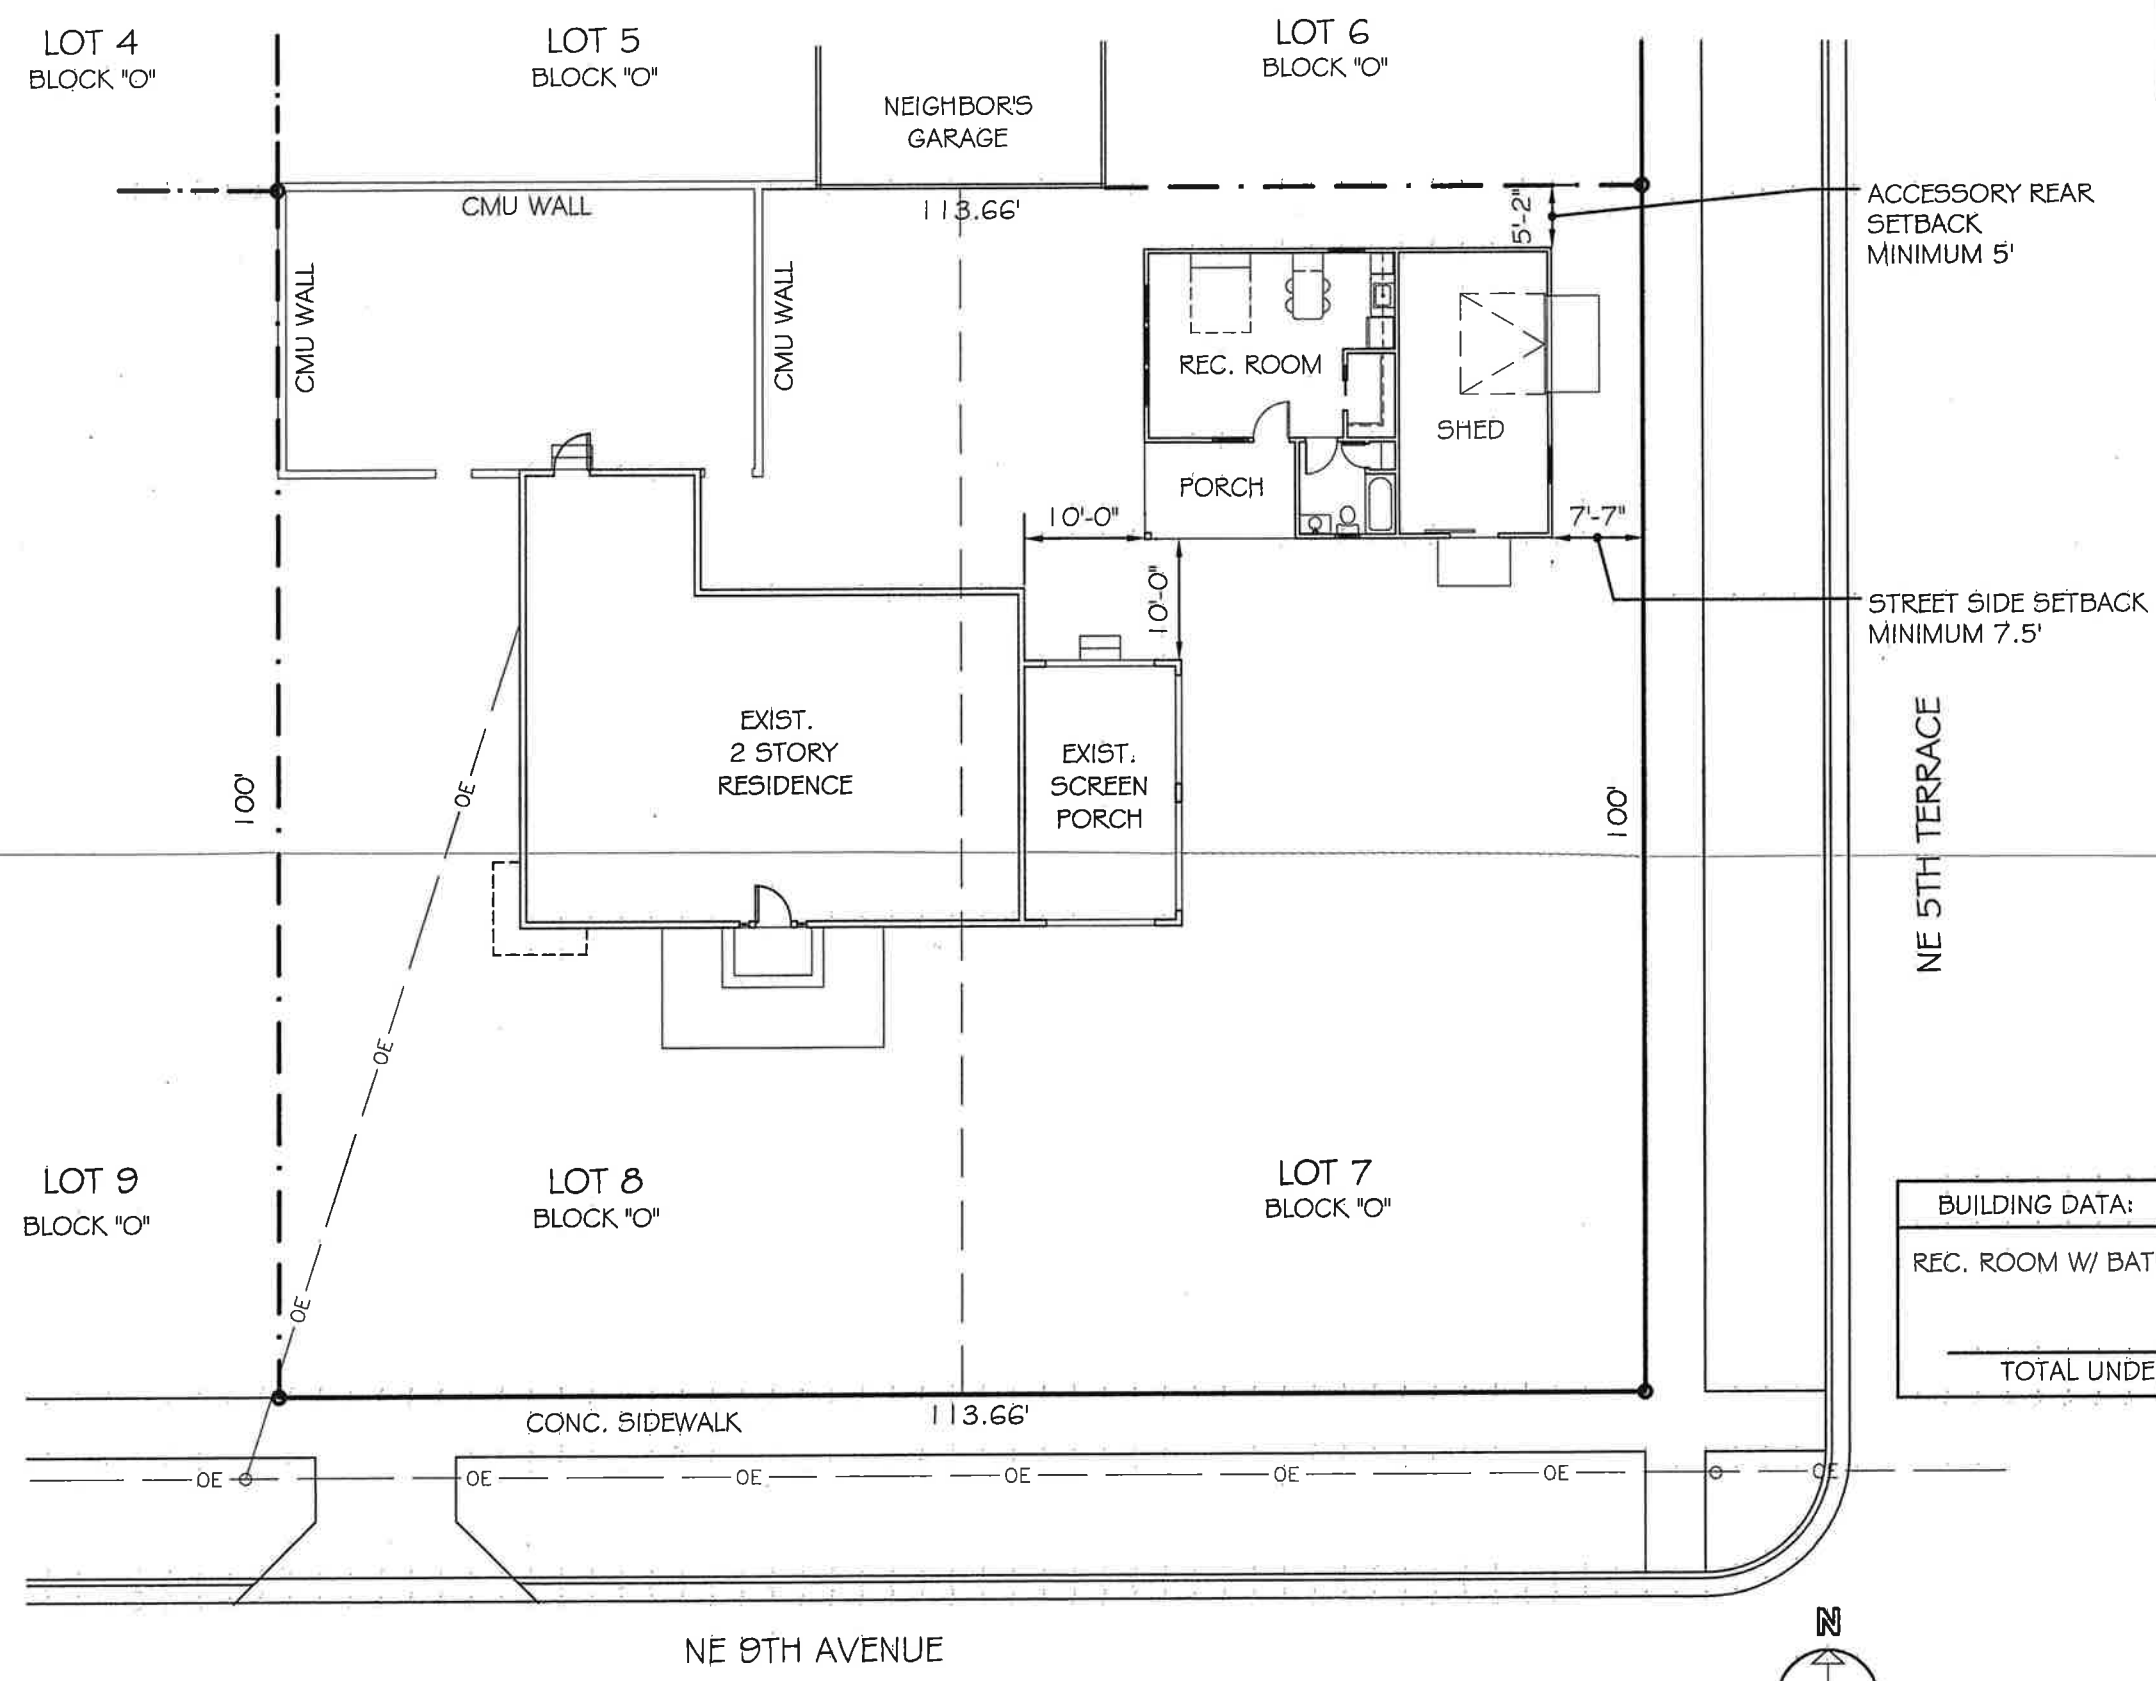 LOT 4
BLOCK "O"
LOT 5
BLOCK "O"
LOT 6
BLOCK "O"
NEIGHBOR'S
GARAGE
CMU WALL
113.66'
5'-2"
ACCESSORY REAR
SETBACK
MINIMUM 5'
CMU WALL
CMU WALL
REC. ROOM
SHED
PORCH
10'-0"
7'-7"
10'-0"
STREET SIDE SETBACK
MINIMUM 7.5'
EXIST.
2 STORY
RESIDENCE
EXIST.
SCREEN
PORCH
100'
OE
100'
NE 5TH TERRACE
OE
LOT 9
BLOCK "O"
LOT 8
BLOCK "O"
LOT 7
BLOCK "O"
BUILDING DATA:
REC. ROOM W/ BAT
TOTAL UNDE
OE
CONC. SIDEWALK
113.66'
OE
OE
OE
OE
OE
OE
OE
NE 9TH AVENUE
N